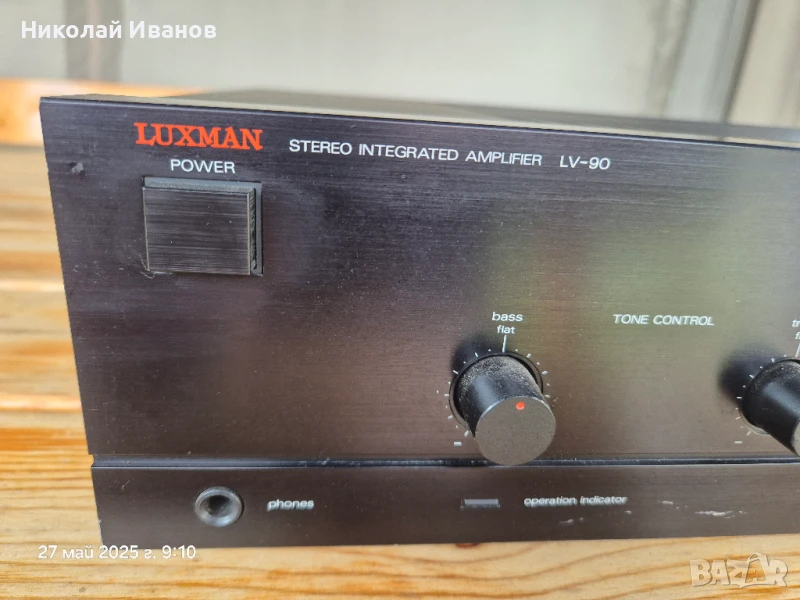 Николай Иванов
LUXMAN STEREO INTEGRATED AMPLIFIER LV-90
POWER
bass
flat
TONE CONTROL
phones
operation indicator
27 май 2025 г. 9:10
BAZAR